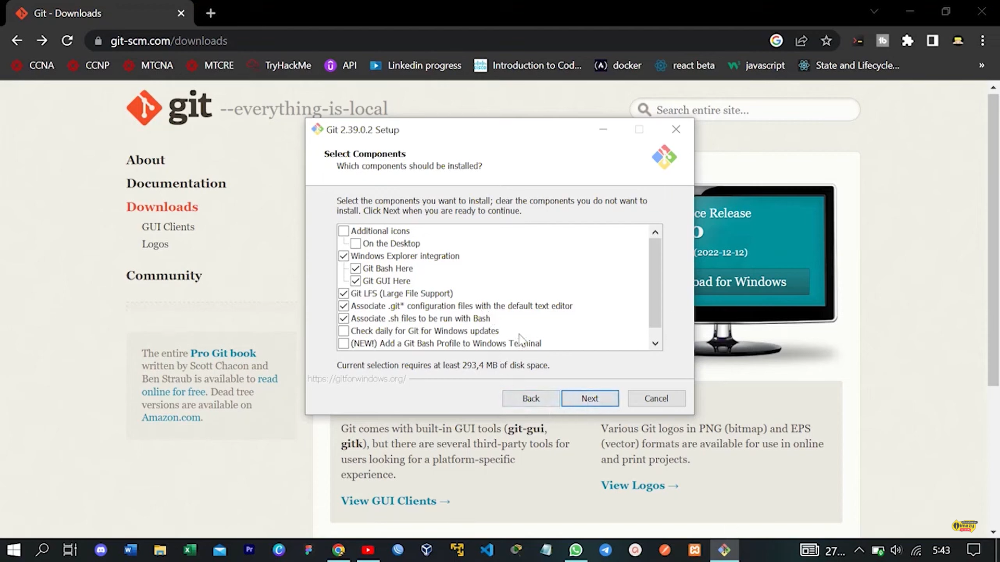 Git - Downloads
git-scm.com/downloads
CCNA
CCNP
MTCNA
MTCRE
TryHackMe
API
Linkedin progress
Introduction to Cod...
docker
react beta
javascript
State and Lifecycle...
»
git --everything-is-local
Search entire site...
About
Documentation
Downloads
GUI Clients
Logos
Community
The entire Pro Git book
written by Scott Chacon and
Ben Straub is available to read
online for free. Dead tree
versions are available on
Amazon.com.
Git 2.39.0.2 Setup
Select Components
Which components should be installed?
Select the components you want to install; clear the components you do not want to
install. Click Next when you are ready to continue.
Additional icons
On the Desktop
Windows Explorer integration
Git Bash Here
Git GUI Here
Git LFS (Large File Support)
Associate .git* configuration files with the default text editor
Associate .sh files to be run with Bash
Check daily for Git for Windows updates
(NEW!) Add a Git Bash Profile to Windows Terminal
Current selection requires at least 293,4 MB of disk space.
https://gitforwindows.org/
Back
Next
Cancel
ce Release
(2022-12-12)
oad for Windows
Git comes with built-in GUI tools (git-gui,
gitk), but there are several third-party tools for
users looking for a platform-specific
experience.
View GUI Clients →
Various Git logos in PNG (bitmap) and EPS
(vector) formats are available for use in online
and print projects.
View Logos →
imazy
27...
5:43